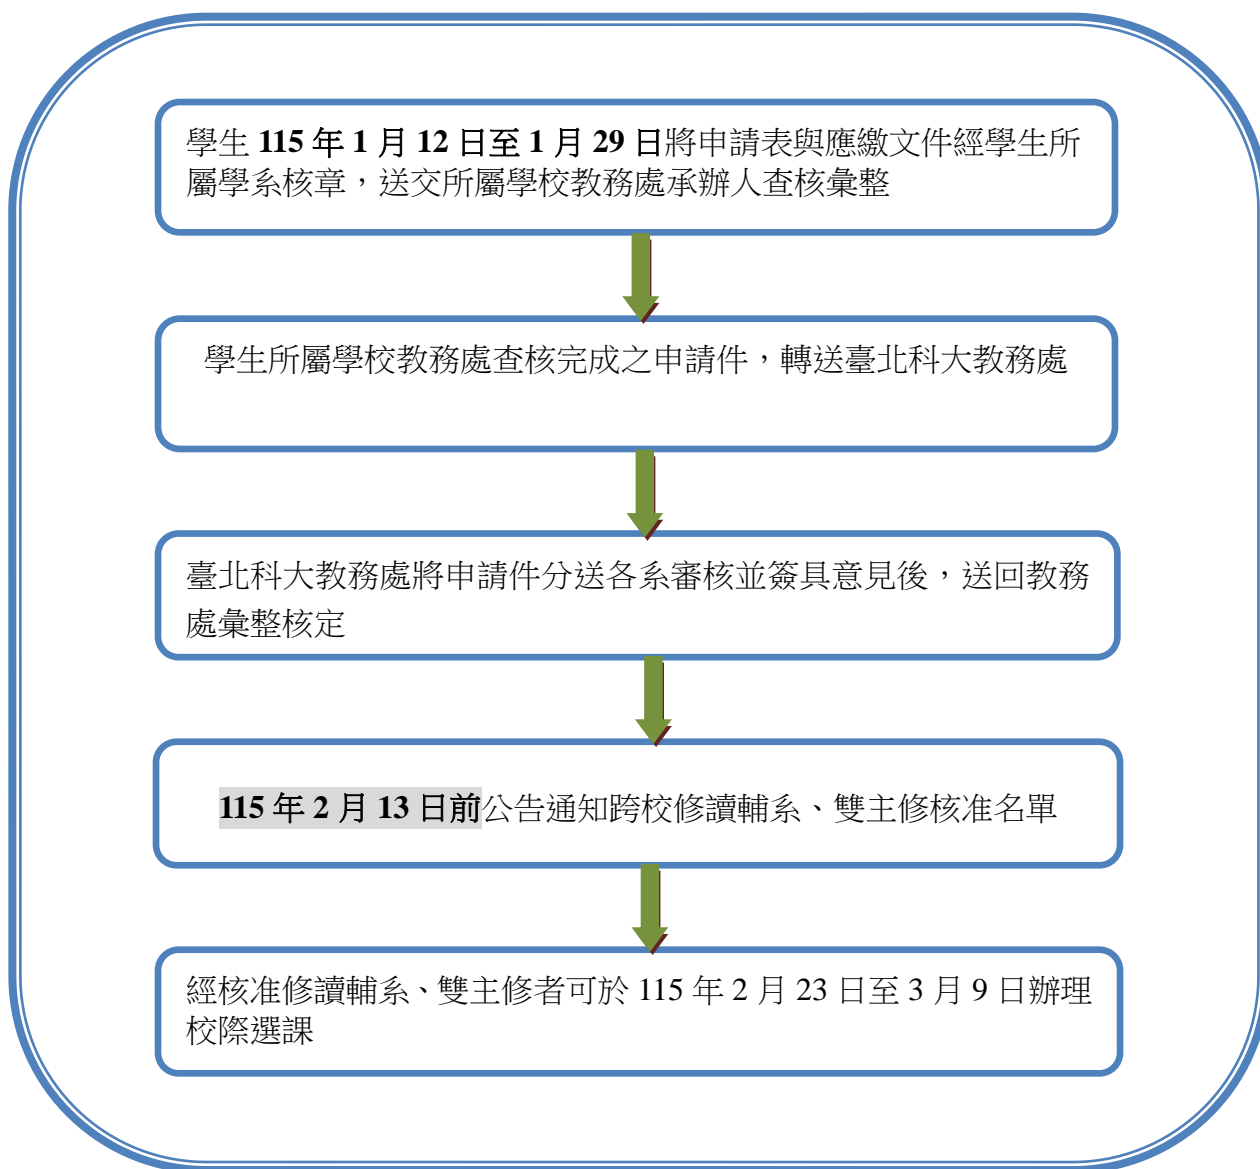 學生 115 年 1 月 12 日至 1 月 29 日將申請表與應繳文件經學生所
屬學系核章，送交所屬學校教務處承辦人查核彙整
學生所屬學校教務處查核完成之申請件，轉送臺北科大教務處
臺北科大教務處將申請件分送各系審核並簽具意見後，送回教務
處彙整核定
115 年 2 月 13 日前公告通知跨校修讀輔系、雙主修核准名單
經核准修讀輔系、雙主修者可於 115 年 2 月 23 日至 3 月 9 日辦理
校際選課